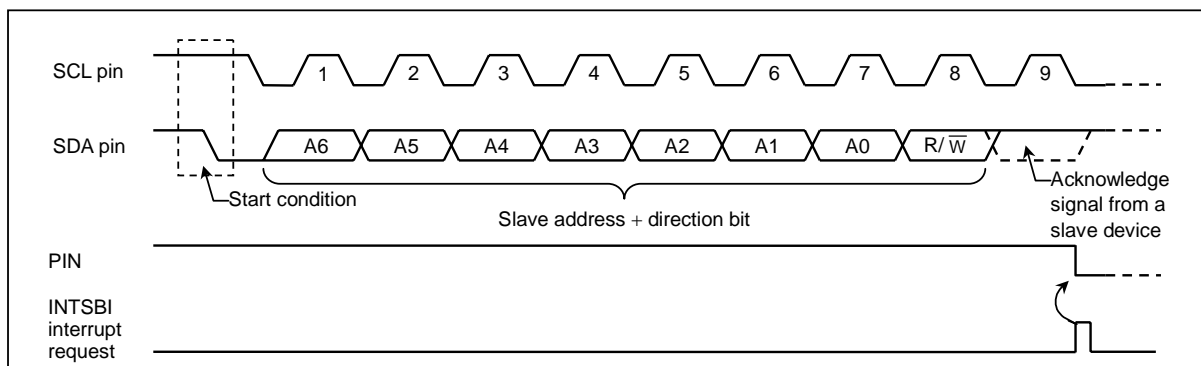 SCL pin
1 2 3 4 5 6 7 8 9
SDA pin
A6 A5 A4 A3 A2 A1 A0 R/W̅
Start condition
Slave address + direction bit
Acknowledge
signal from a
slave device
PIN
INTSBI
interrupt
request